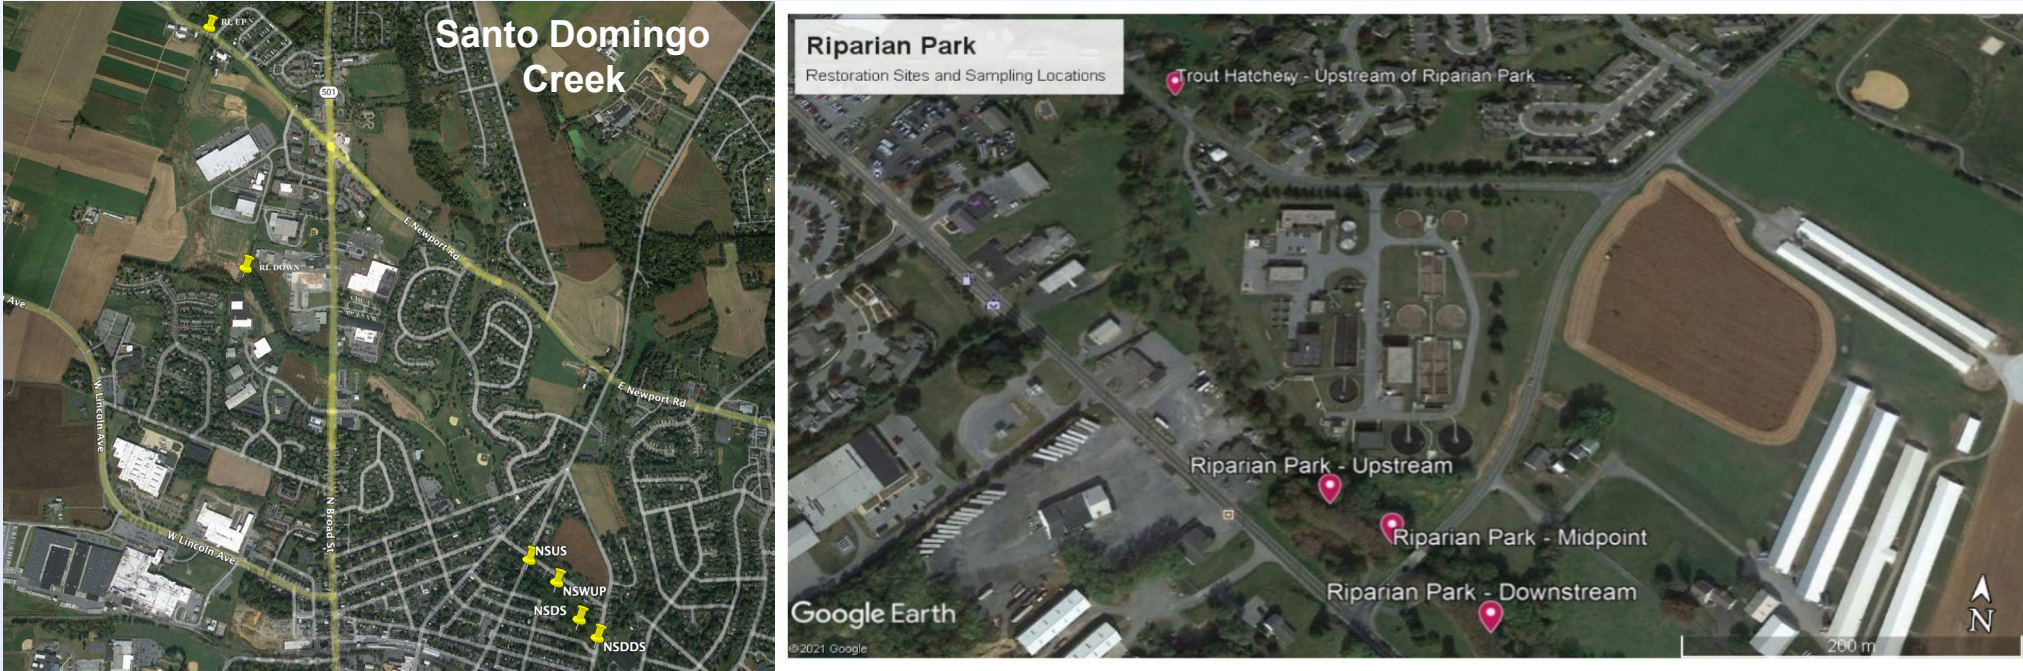 Santo Domingo
Creek
RL UP N
501
E Newport Rd
RL DOWN
Ave
W Lincoln Ave
E Newport Rd
N Broad St
W Lincoln Ave
NSUS
NSWUP
NSDS
NSDDS
Riparian Park
Restoration Sites and Sampling Locations
Trout Hatchery - Upstream of Riparian Park
Riparian Park - Upstream
Riparian Park - Midpoint
Riparian Park - Downstream
Google Earth
© 2021 Google
N
200 m